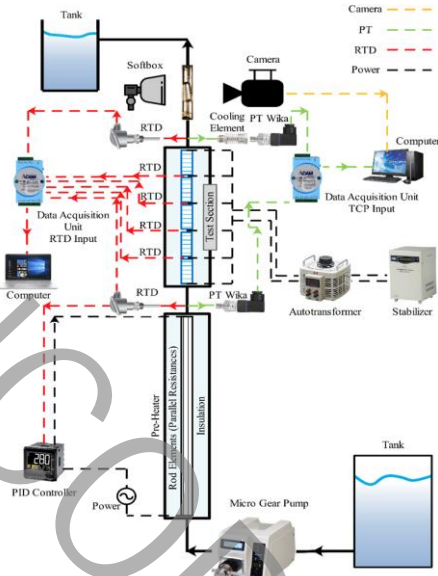 Tank
Camera
PT
RTD
Power
Softbox
Camera
RTD
Cooling
Element
PT Wika
Computer
RTD
RTD
RTD
RTD
Test Section
Data Acquisition
Unit
RTD Input
Data Acquisition Unit
TCP Input
Computer
RTD
PT Wika
Autotransformer
Stabilizer
Pre-Heater
Rod Elements (Parallel Resistances)
Insulation
PID Controller
Power
Micro Gear Pump
Tank